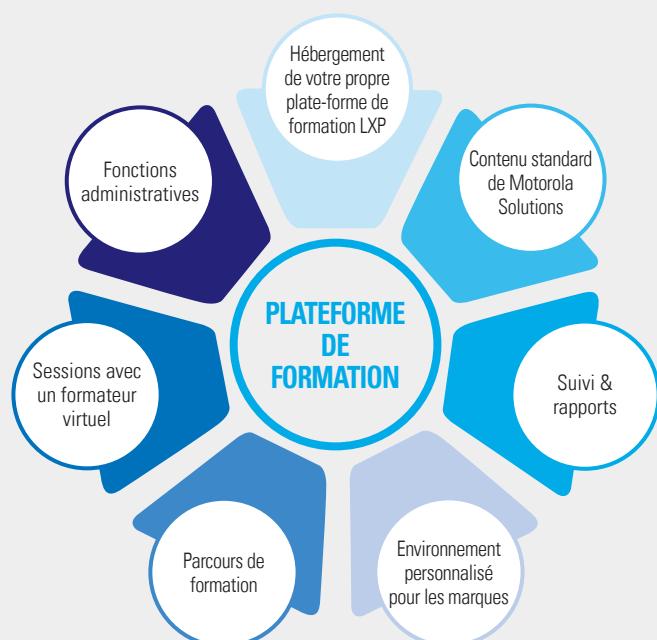 Hébergement
de votre propre
plate-forme de
formation LXP
Contenu standard
de Motorola
Solutions
Suivi &
rapports
Environnement
personnalisé
pour les marques
Parcours de
formation
Sessions avec
un formateur
virtuel
Fonctions
administratives
PLATEFORME
DE
FORMATION